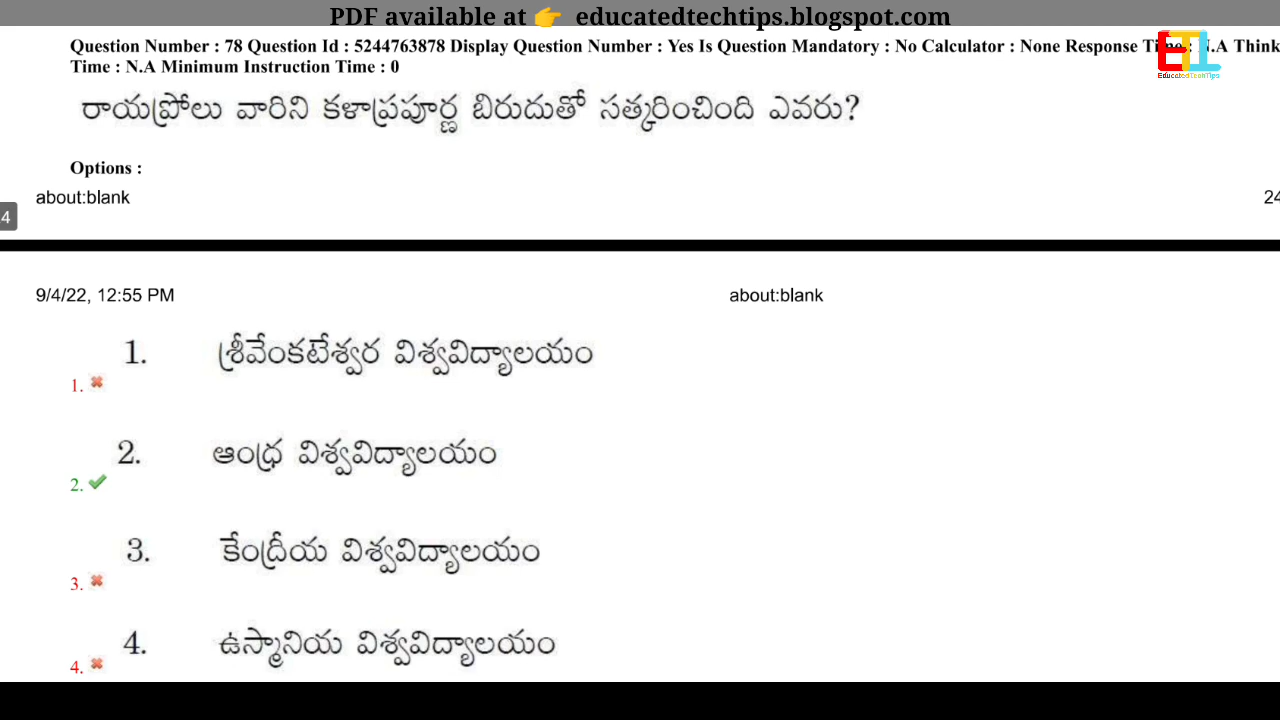 PDF available at 👉 educatedtechtips.blogspot.com
Question Number : 78 Question Id : 5244763878 Display Question Number : Yes Is Question Mandatory : No Calculator : None Response Time : N.A Think
Time : N.A Minimum Instruction Time : 0
ETL
EducatedTechTips
రాయప్రోలు వారిని కళాప్రపూర్ణ బిరుదుతో సత్కరించింది ఎవరు?
Options :
about:blank
24
4
9/4/22, 12:55 PM
about:blank
1. శ్రీవేంకటేశ్వర విశ్వవిద్యాలయం
1. ✖
2. ఆంధ్ర విశ్వవిద్యాలయం
2. ✔
3. కేంద్రీయ విశ్వవిద్యాలయం
3. ✖
4. ఉస్మానియ విశ్వవిద్యాలయం
4. ✖